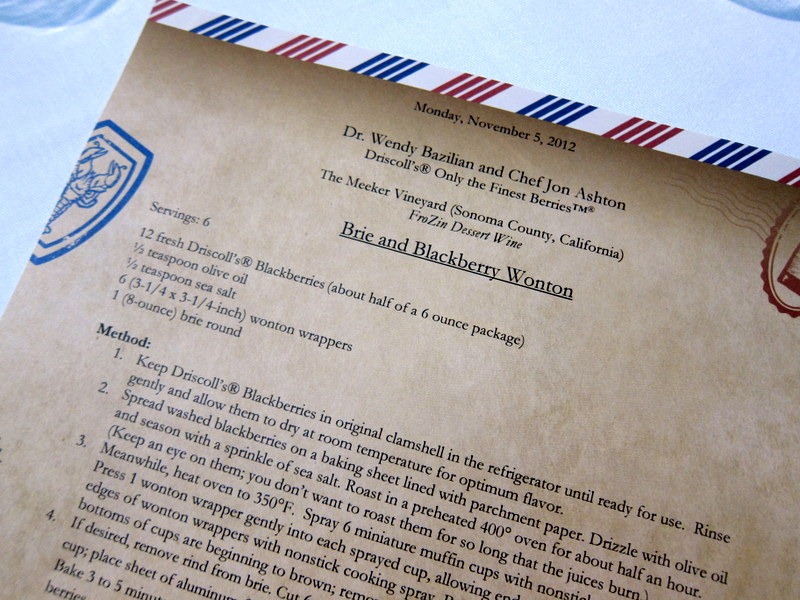 Monday, November 5, 2012
Dr. Wendy Bazilian and Chef Jon Ashton
Driscoll's® Only the Finest Berries™®
The Meeker Vineyard (Sonoma County, California)
FroZin Dessert Wine
Brie and Blackberry Wonton
Servings: 6
12 fresh Driscoll's® Blackberries (about half of a 6 ounce package)
½ teaspoon olive oil
½ teaspoon sea salt
6 (3-1/4 x 3-1/4-inch) wonton wrappers
1 (8-ounce) brie round
Method:
1. Keep Driscoll's® Blackberries in original clamshell in the refrigerator until ready for use. Rinse
gently and allow them to dry at room temperature for optimum flavor.
2. Spread washed blackberries on a baking sheet lined with parchment paper. Drizzle with olive oil
and season with a sprinkle of sea salt. Roast in a preheated 400° oven for about half an hour.
(Keep an eye on them; you don't want to roast them for so long that the juices burn.)
3. Meanwhile, heat oven to 350°F. Spray 6 miniature muffin cups with nonstick
Press 1 wonton wrapper gently into each sprayed cup, allowing
edges of wonton wrappers with nonstick cooking spray.
bottoms of cups are beginning to brown;
4. If desired, remove rind from brie. Cut 6
cup; place sheet of aluminum
Bake 3 to 5
berries